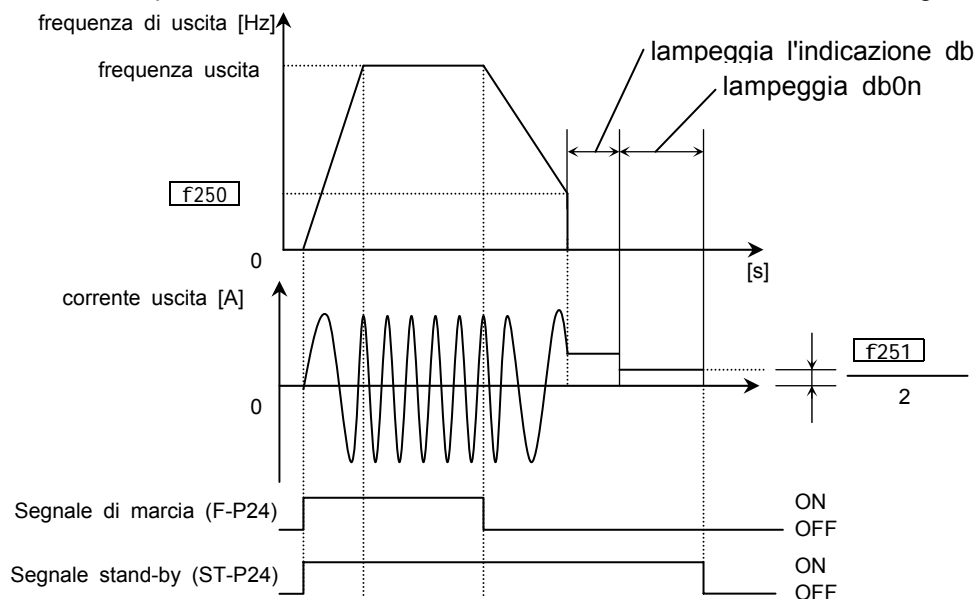 frequenza di uscita [Hz]
lampeggia l'indicazione db
frequenza uscita
lampeggia db0n
f250
0
[s]
corrente uscita [A]
f251
2
0
Segnale di marcia (F-P24)
ON
OFF
Segnale stand-by (ST-P24)
ON
OFF